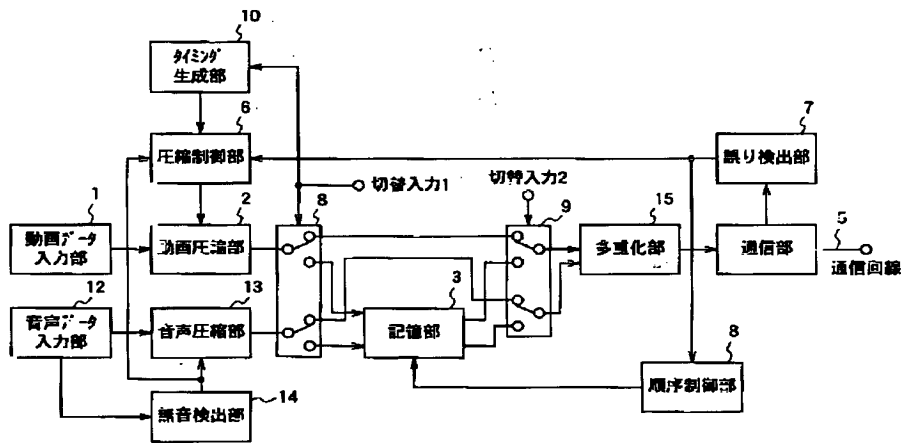 10
タイミング
生成部
6
圧縮制御部
7
誤り検出部
切替入力1
切替入力2
1
動画データ
入力部
2
動画圧縮部
8
9
15
多重化部
通信部
5
通信回線
12
音声データ
入力部
13
音声圧縮部
3
記憶部
8
順序制御部
無音検出部
14